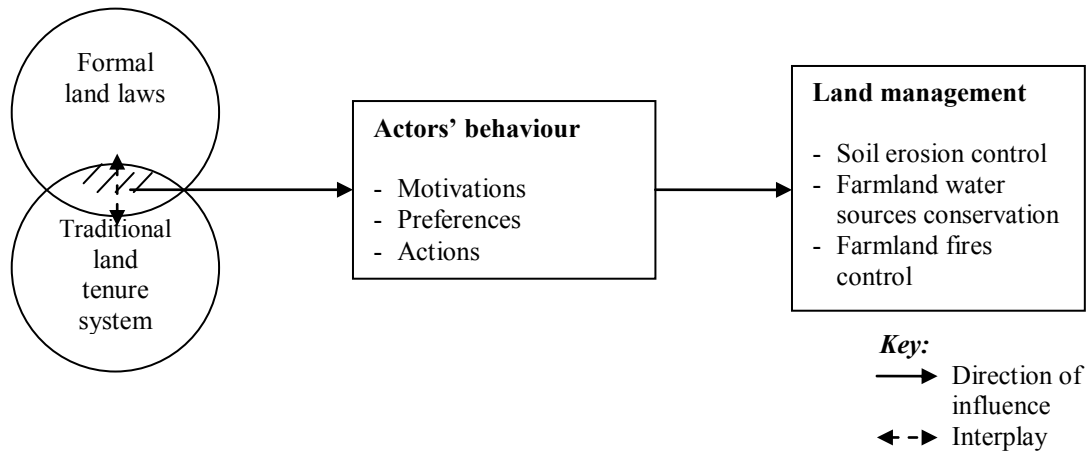 Formal
land laws
Traditional
land
tenure
system
Actors' behaviour
- Motivations
- Preferences
- Actions
Land management
- Soil erosion control
- Farmland water
sources conservation
- Farmland fires
control
Key:
Direction of
influence
Interplay